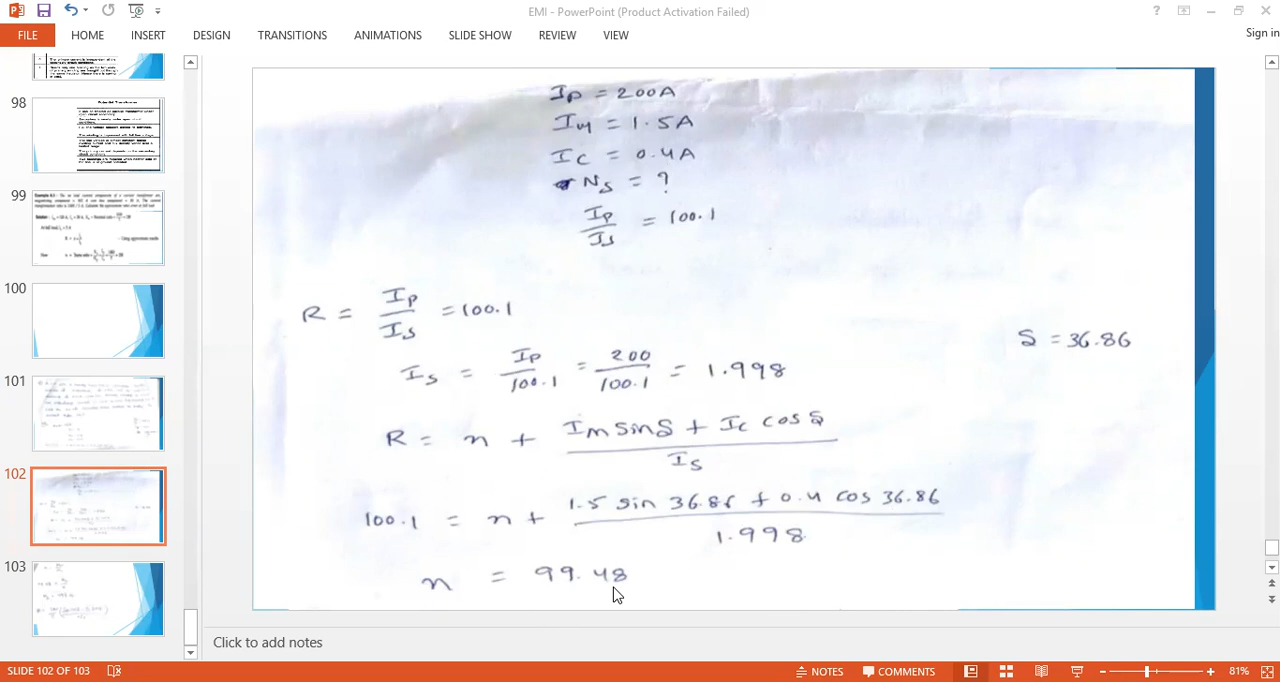 EMI - PowerPoint (Product Activation Failed)
FILE HOME INSERT DESIGN TRANSITIONS ANIMATIONS SLIDE SHOW REVIEW VIEW Sign in
98
99
100
101
102
103
Ip = 200A
IM = 1.5A
Ic = 0.4A
Ns = ?
Ip/Is = 100.1
R = Ip/Is = 100.1
δ = 36.86
Is = Ip/100.1 = 200/100.1 = 1.998
R = n + (IM sin δ + Ic cos δ)/Is
100.1 = n + (1.5 sin 36.86 + 0.4 cos 36.86)/1.998
n = 99.48
Click to add notes
SLIDE 102 OF 103 NOTES COMMENTS 81%